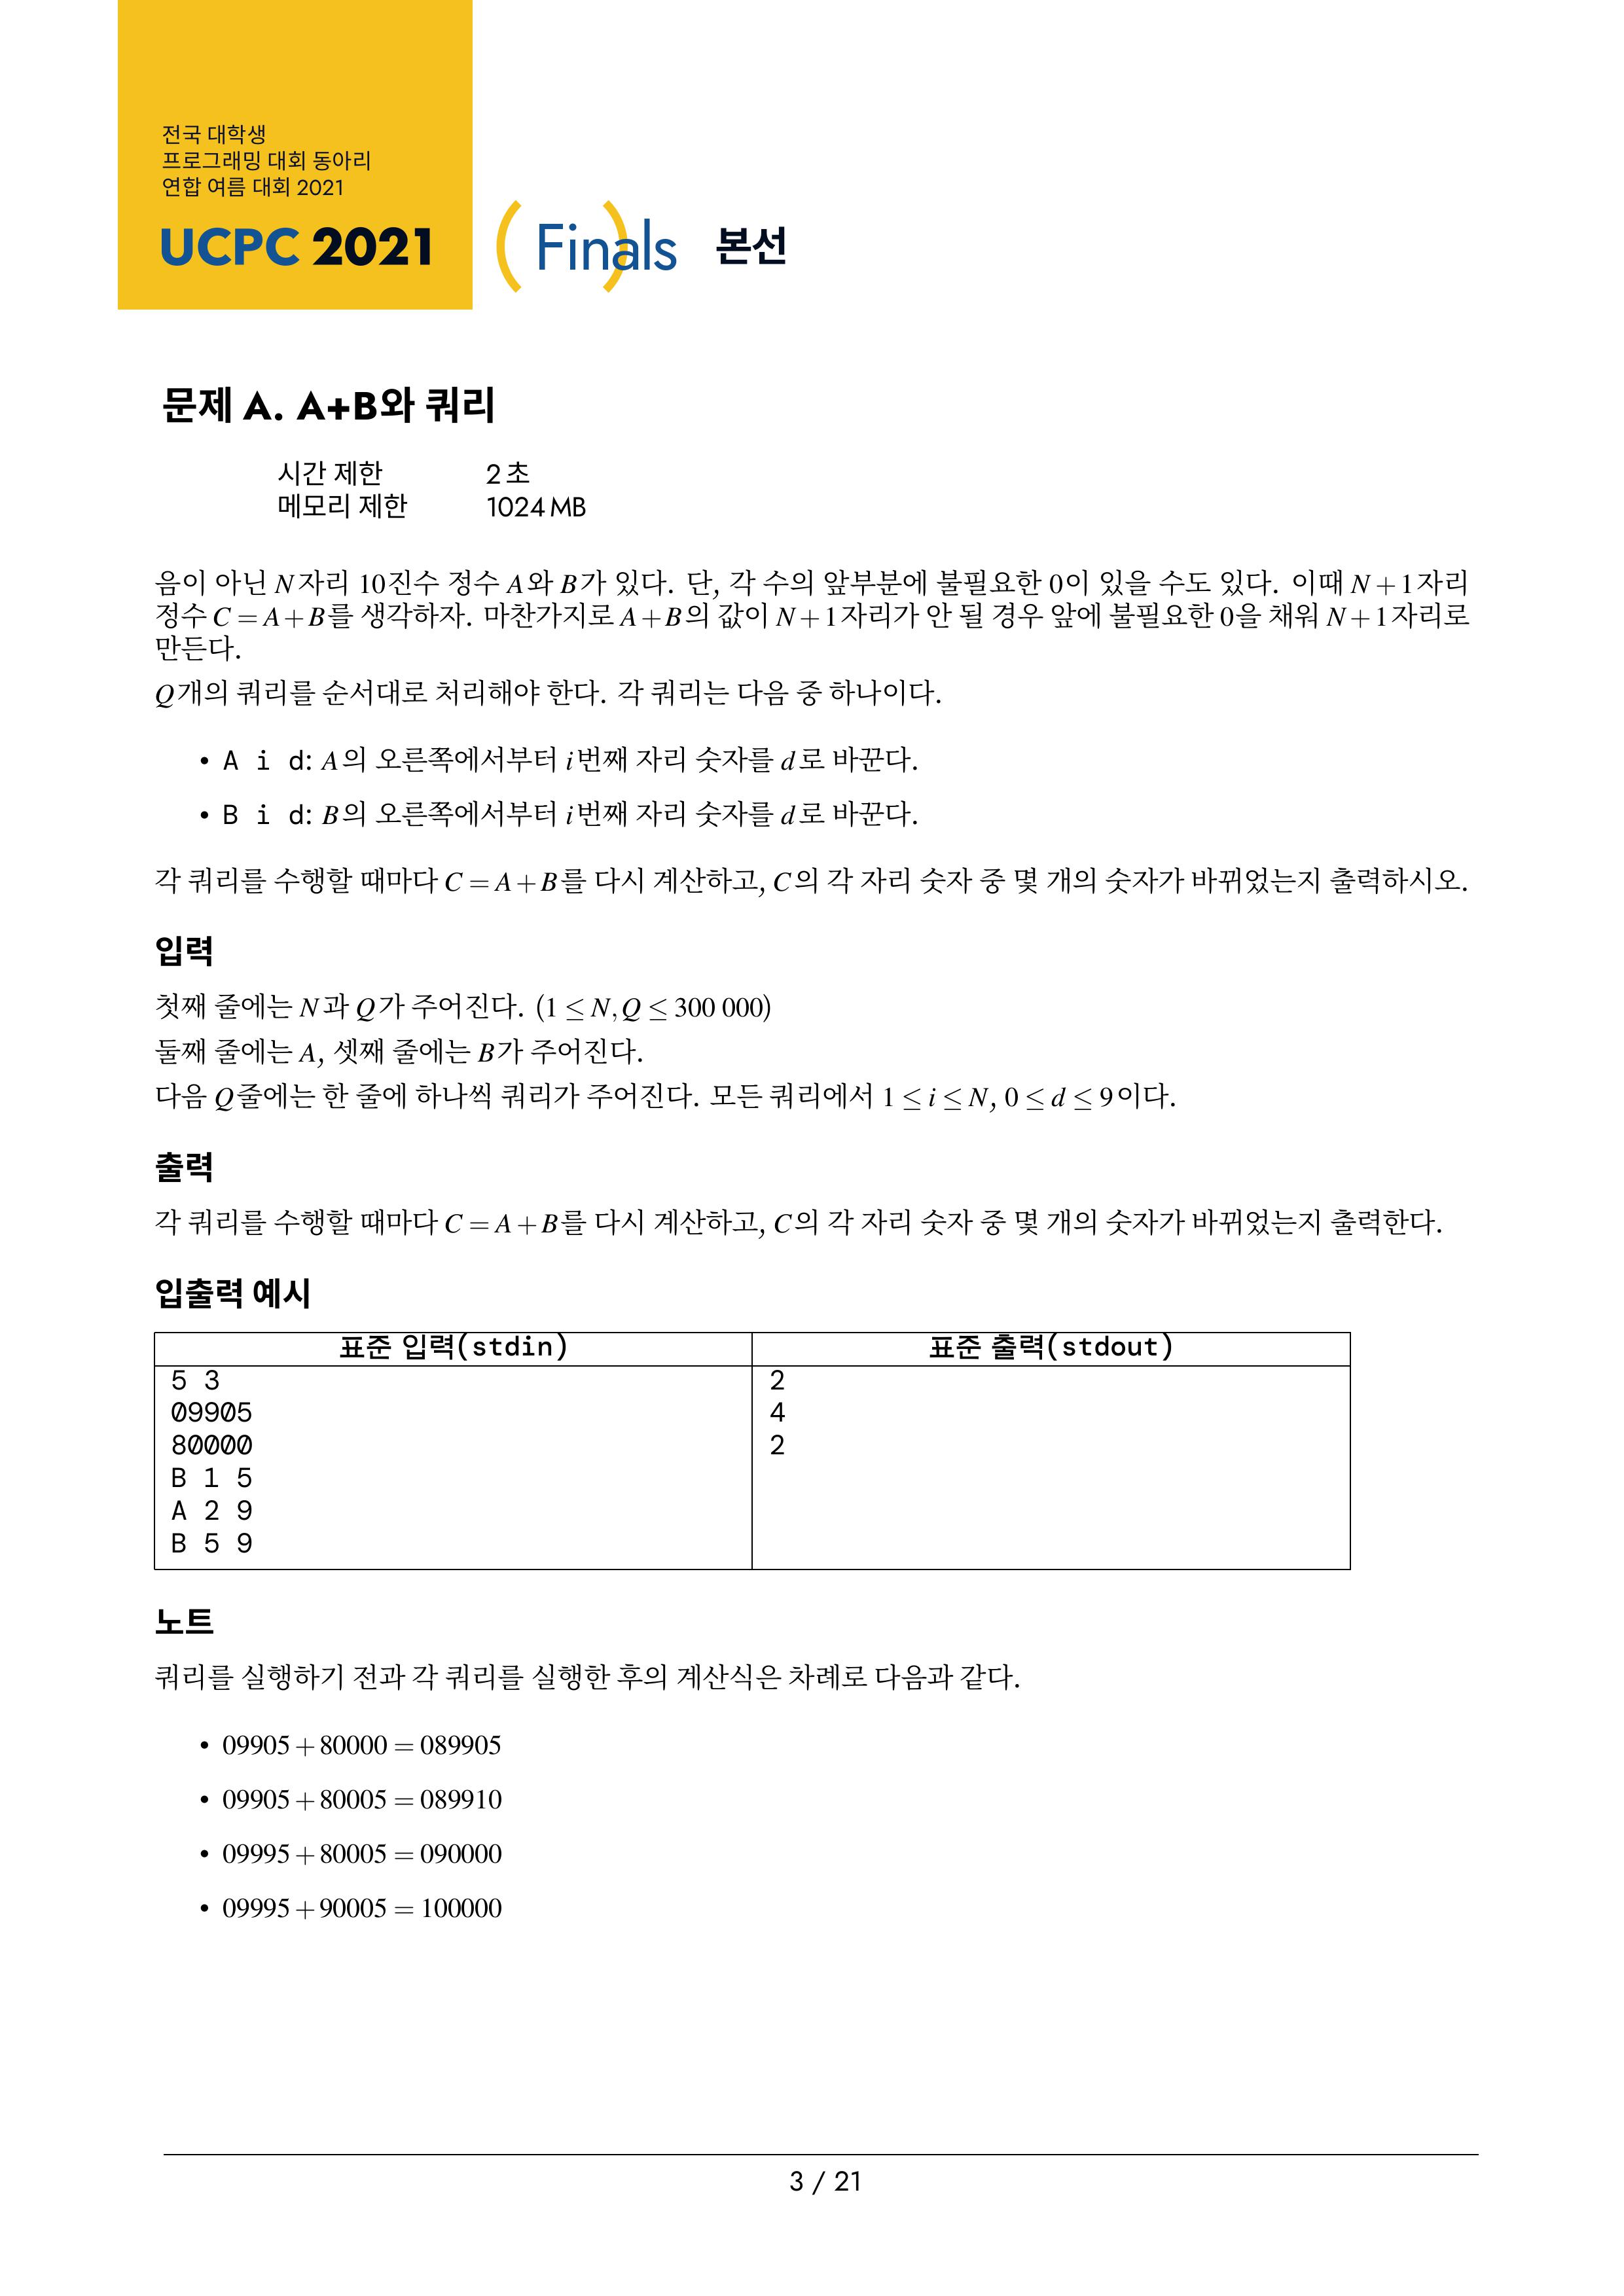 전국 대학생
프로그래밍 대회 동아리
연합 여름 대회 2021
UCPC 2021 (Finals) 본선
문제 A. A+B와 쿼리
시간 제한 2 초
메모리 제한 1024 MB
음이 아닌 N자리 10진수 정수 A와 B가 있다. 단, 각 수의 앞부분에 불필요한 0이 있을 수도 있다. 이때 N+1자리
정수 C = A+B를 생각하자. 마찬가지로 A+B의 값이 N+1자리가 안 될 경우 앞에 불필요한 0을 채워 N+1자리로
만든다.
Q개의 쿼리를 순서대로 처리해야 한다. 각 쿼리는 다음 중 하나이다.
• A i d: A의 오른쪽에서부터 i번째 자리 숫자를 d로 바꾼다.
• B i d: B의 오른쪽에서부터 i번째 자리 숫자를 d로 바꾼다.
각 쿼리를 수행할 때마다 C = A+B를 다시 계산하고, C의 각 자리 숫자 중 몇 개의 숫자가 바뀌었는지 출력하시오.
입력
첫째 줄에는 N과 Q가 주어진다. (1 ≤ N, Q ≤ 300 000)
둘째 줄에는 A, 셋째 줄에는 B가 주어진다.
다음 Q줄에는 한 줄에 하나씩 쿼리가 주어진다. 모든 쿼리에서 1 ≤ i ≤ N, 0 ≤ d ≤ 9이다.
출력
각 쿼리를 수행할 때마다 C = A+B를 다시 계산하고, C의 각 자리 숫자 중 몇 개의 숫자가 바뀌었는지 출력한다.
입출력 예시
표준 입력(stdin) 표준 출력(stdout)
5 3 2
09905 4
80000 2
B 1 5
A 2 9
B 5 9
노트
쿼리를 실행하기 전과 각 쿼리를 실행한 후의 계산식은 차례로 다음과 같다.
• 09905+80000 = 089905
• 09905+80005 = 089910
• 09995+80005 = 090000
• 09995+90005 = 100000
3 / 21